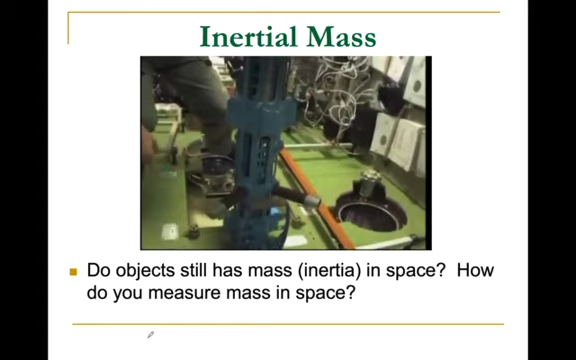 Inertial Mass
Do objects still has mass (inertia) in space? How
do you measure mass in space?